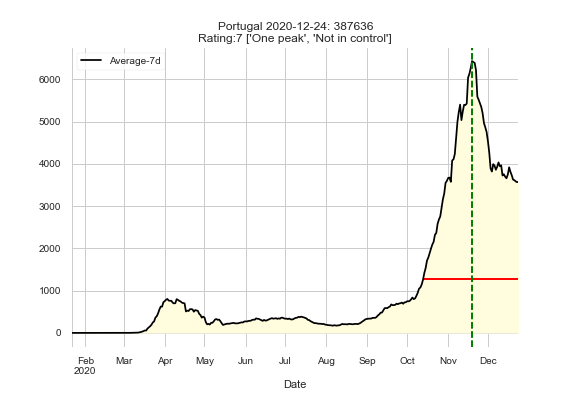 Portugal 2020-12-24: 387636
Rating:7 ['One peak', 'Not in control']
Average-7d
6000
5000
4000
3000
2000
1000
0
Feb Mar Apr May Jun Jul Aug Sep Oct Nov Dec
2020
Date